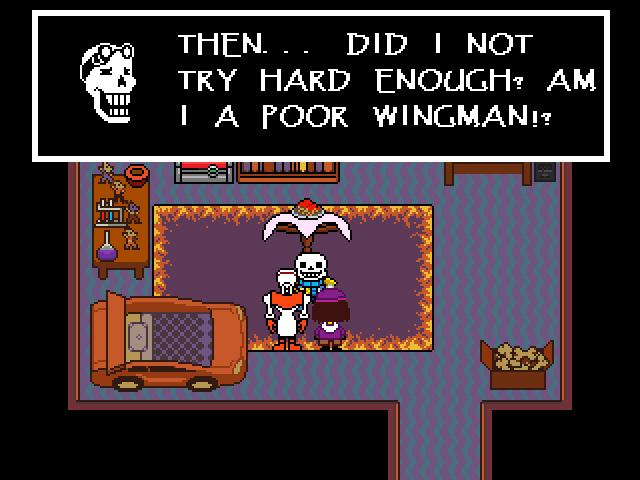 THEN... DID I NOT
TRY HARD ENOUGH? AM
I A POOR WINGMAN!?